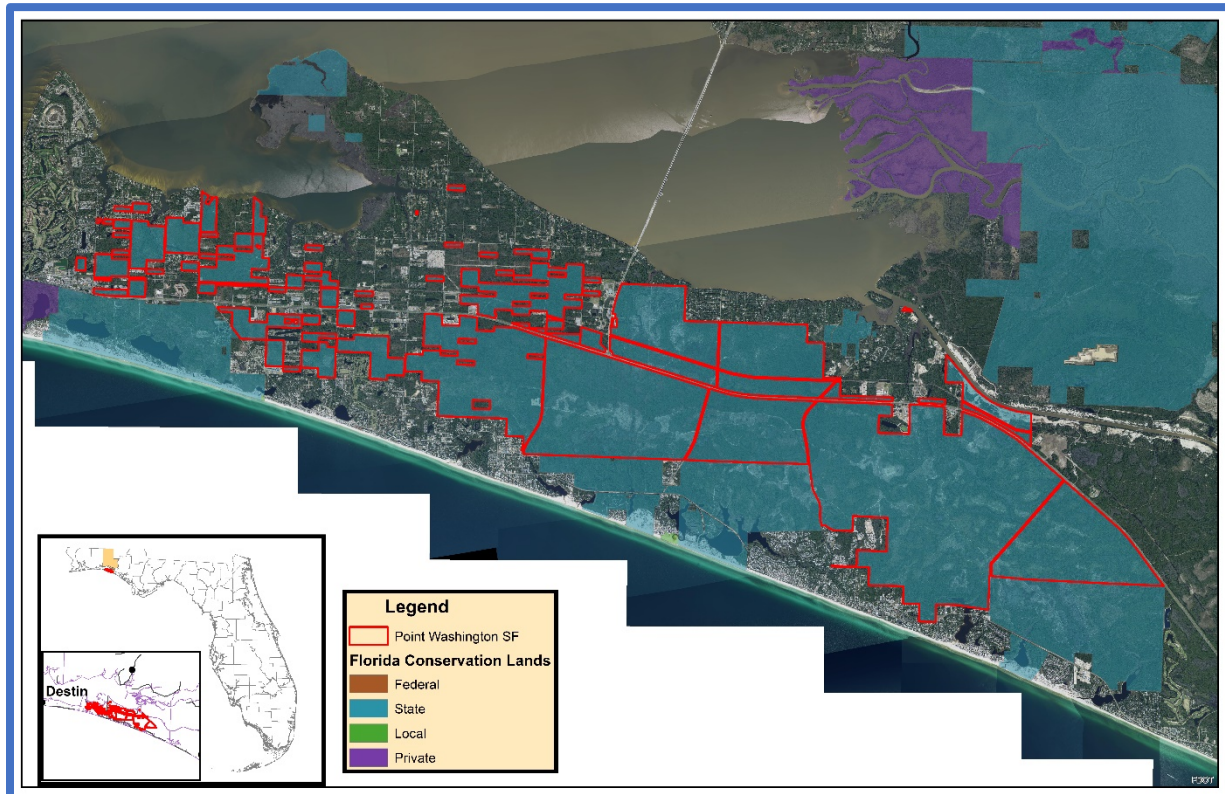 Destin
Legend
Point Washington SF
Florida Conservation Lands
Federal
State
Local
Private